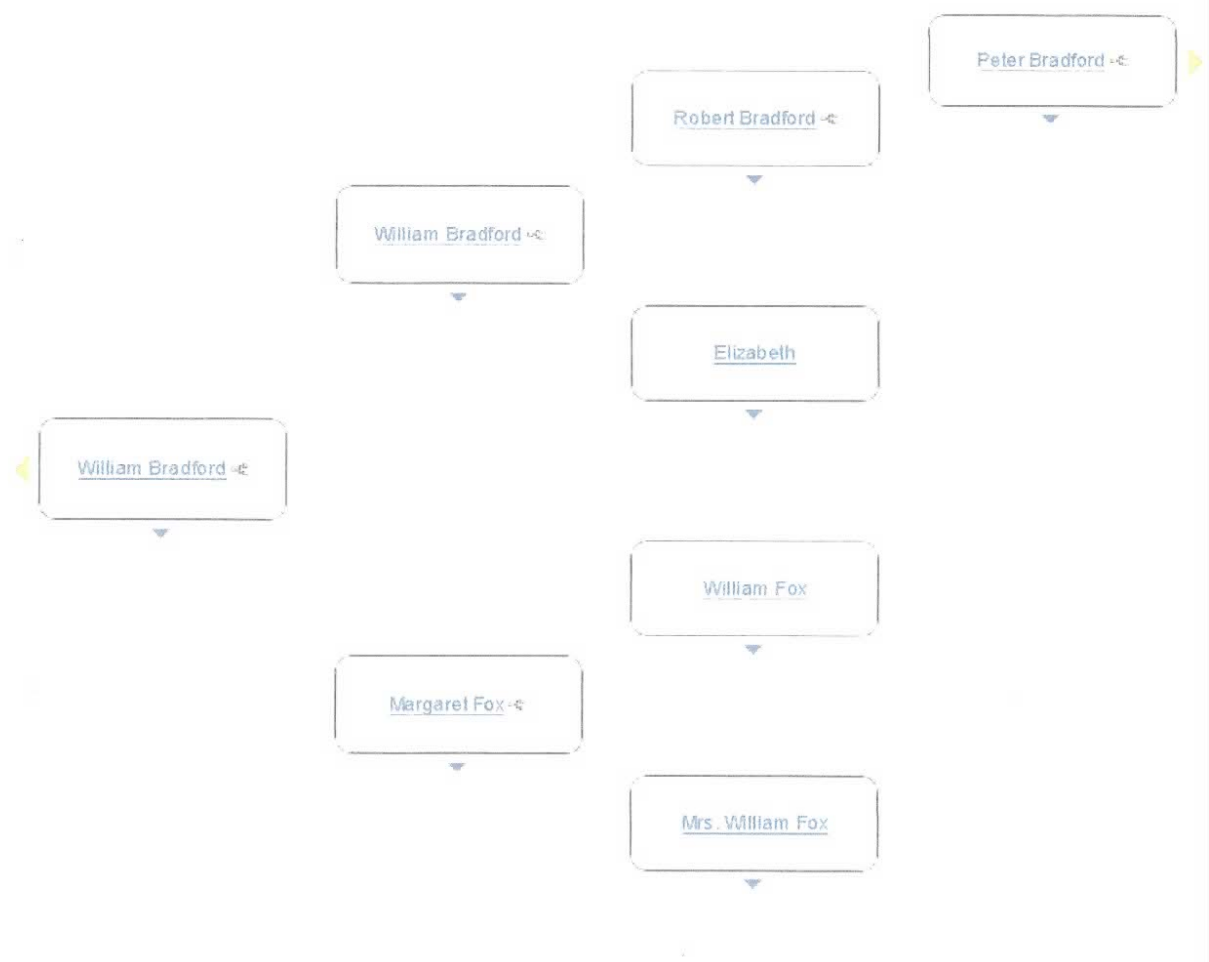 Peter Bradford
Robert Bradford
William Bradford
Elizabeth
William Bradford
William Fox
Margaret Fox
Mrs. William Fox